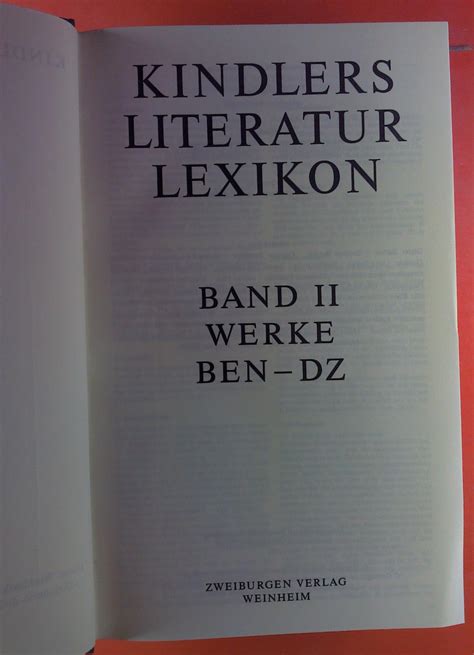 KINDLERS
LITERATUR
LEXIKON
BAND II
WERKE
BEN – DZ
ZWEIBURGEN VERLAG
WEINHEIM